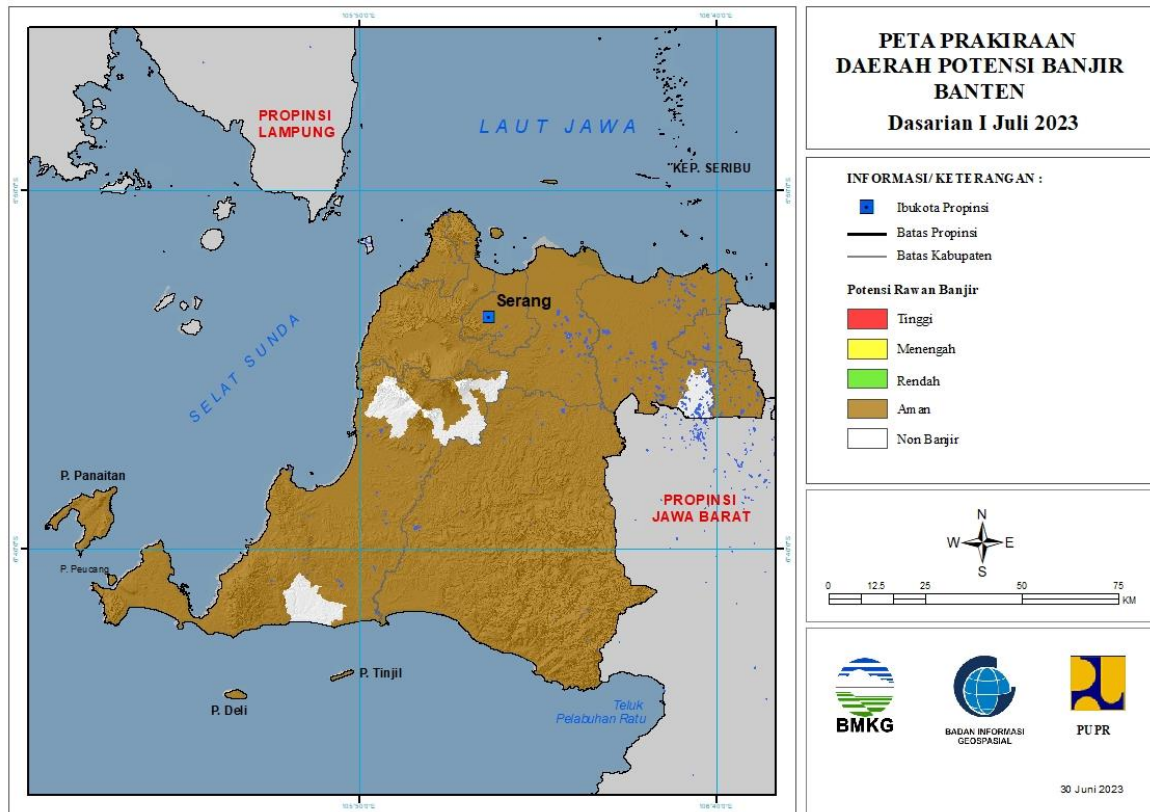 PETA PRAKIRAAN
DAERAH POTENSI BANJIR
BANTEN
Dasarian I Juli 2023
INFORMASI/ KETERANGAN :
Ibukota Propinsi
Batas Propinsi
Batas Kabupaten
Potensi Rawan Banjir
Tinggi
Menengah
Rendah
Aman
Non Banjir
N
W E
S
0 12.5 25 50 75
KM
BMKG
BADAN INFORMASI
GEOSPASIAL
PUPR
30 Juni 2023
PROPINSI
LAMPUNG
LAUT JAWA
KEP. SERIBU
Serang
SELAT SUNDA
P. Panaitan
P. Peucang
PROPINSI
JAWA BARAT
P. Tinjil
P. Deli
Teluk
Pelabuhan Ratu